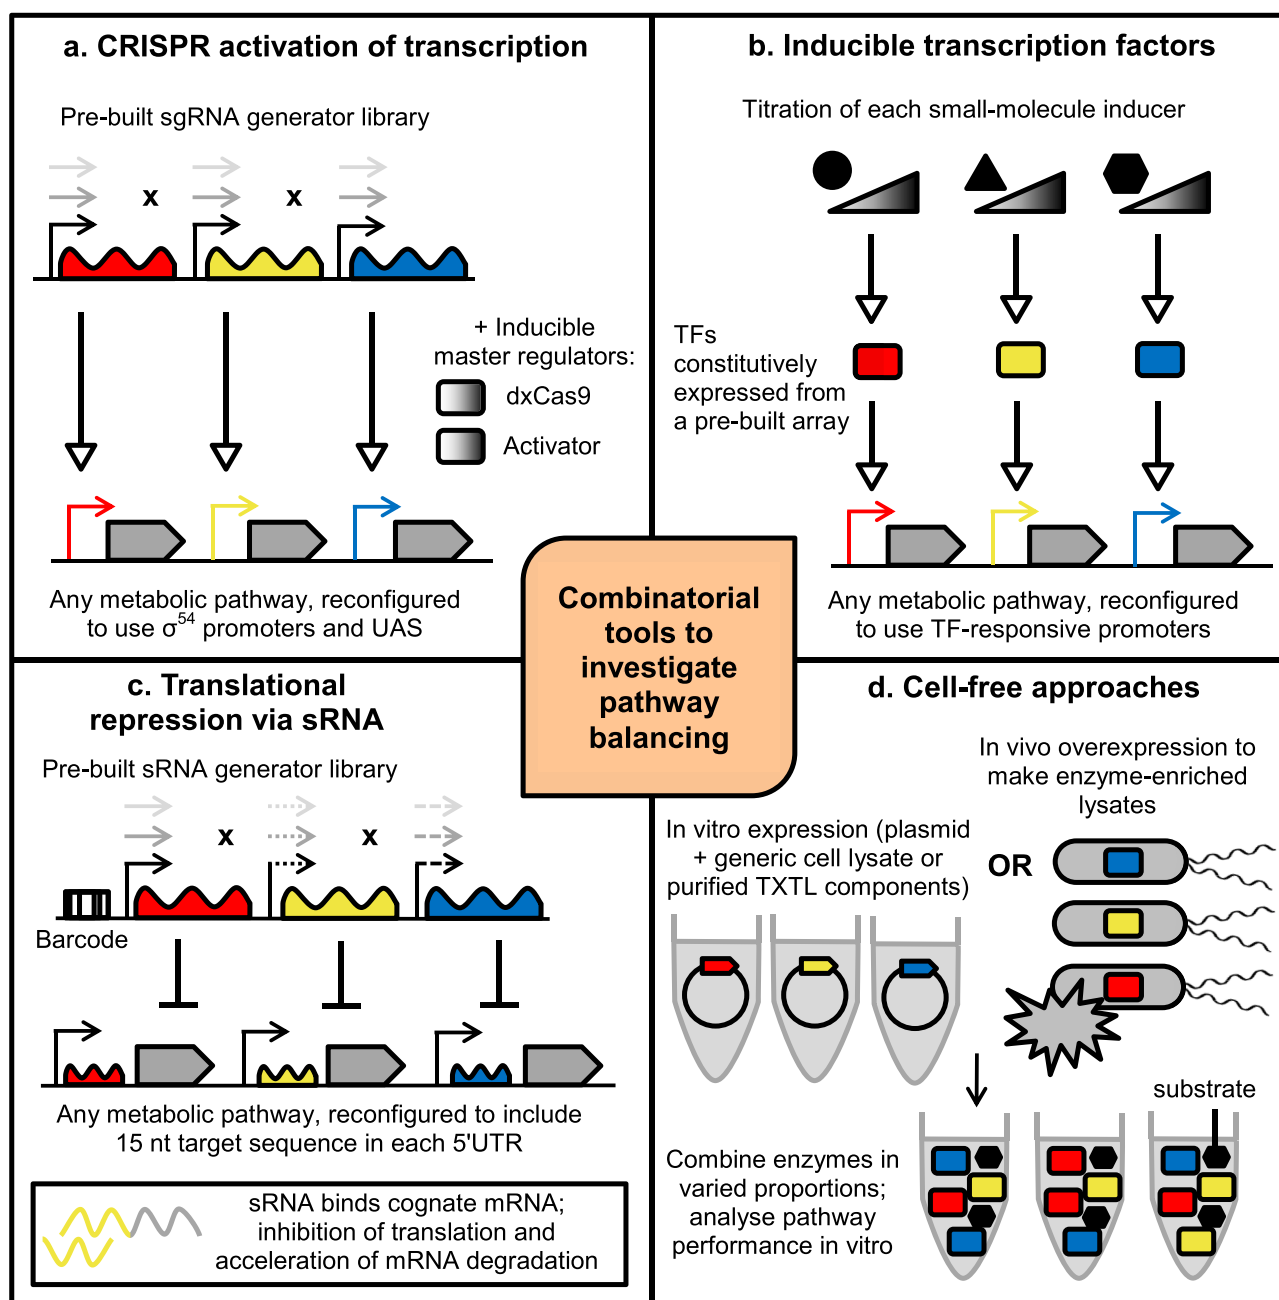 a. CRISPR activation of transcription
Pre-built sgRNA generator library
x x
+ Inducible
master regulators:
dxCas9
Activator
Any metabolic pathway, reconfigured
to use σ⁵⁴ promoters and UAS
b. Inducible transcription factors
Titration of each small-molecule inducer
TFs
constitutively
expressed from
a pre-built array
Any metabolic pathway, reconfigured
to use TF-responsive promoters
Combinatorial
tools to
investigate
pathway
balancing
c. Translational
repression via sRNA
Pre-built sRNA generator library
x x
Barcode
Any metabolic pathway, reconfigured to include
15 nt target sequence in each 5'UTR
sRNA binds cognate mRNA;
inhibition of translation and
acceleration of mRNA degradation
d. Cell-free approaches
In vivo overexpression to
make enzyme-enriched
lysates
In vitro expression (plasmid
+ generic cell lysate or
purified TXTL components)
OR
substrate
Combine enzymes in
varied proportions;
analyse pathway
performance in vitro